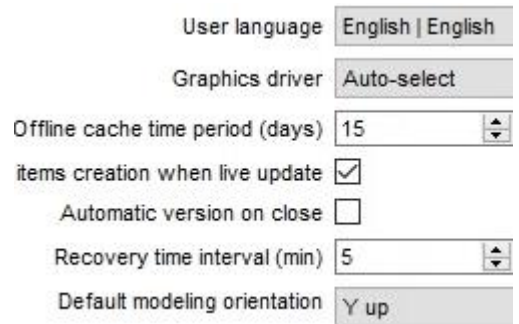 User language English | English
Graphics driver Auto-select
Offline cache time period (days) 15
items creation when live update
Automatic version on close
Recovery time interval (min) 5
Default modeling orientation Y up